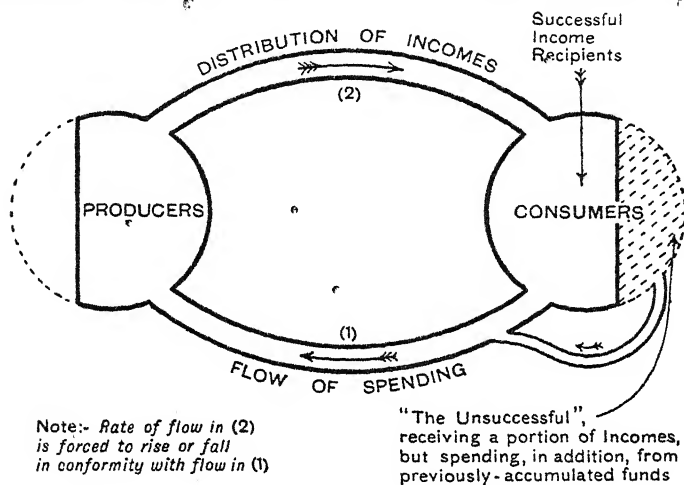 Successful
Income
Recipients
DISTRIBUTION OF INCOMES
(2)
PRODUCERS
CONSUMERS
(1)
FLOW OF SPENDING
Note:- Rate of flow in (2)
is forced to rise or fall
in conformity with flow in (1)
"The Unsuccessful",
receiving a portion of Incomes,
but spending, in addition, from
previously-accumulated funds